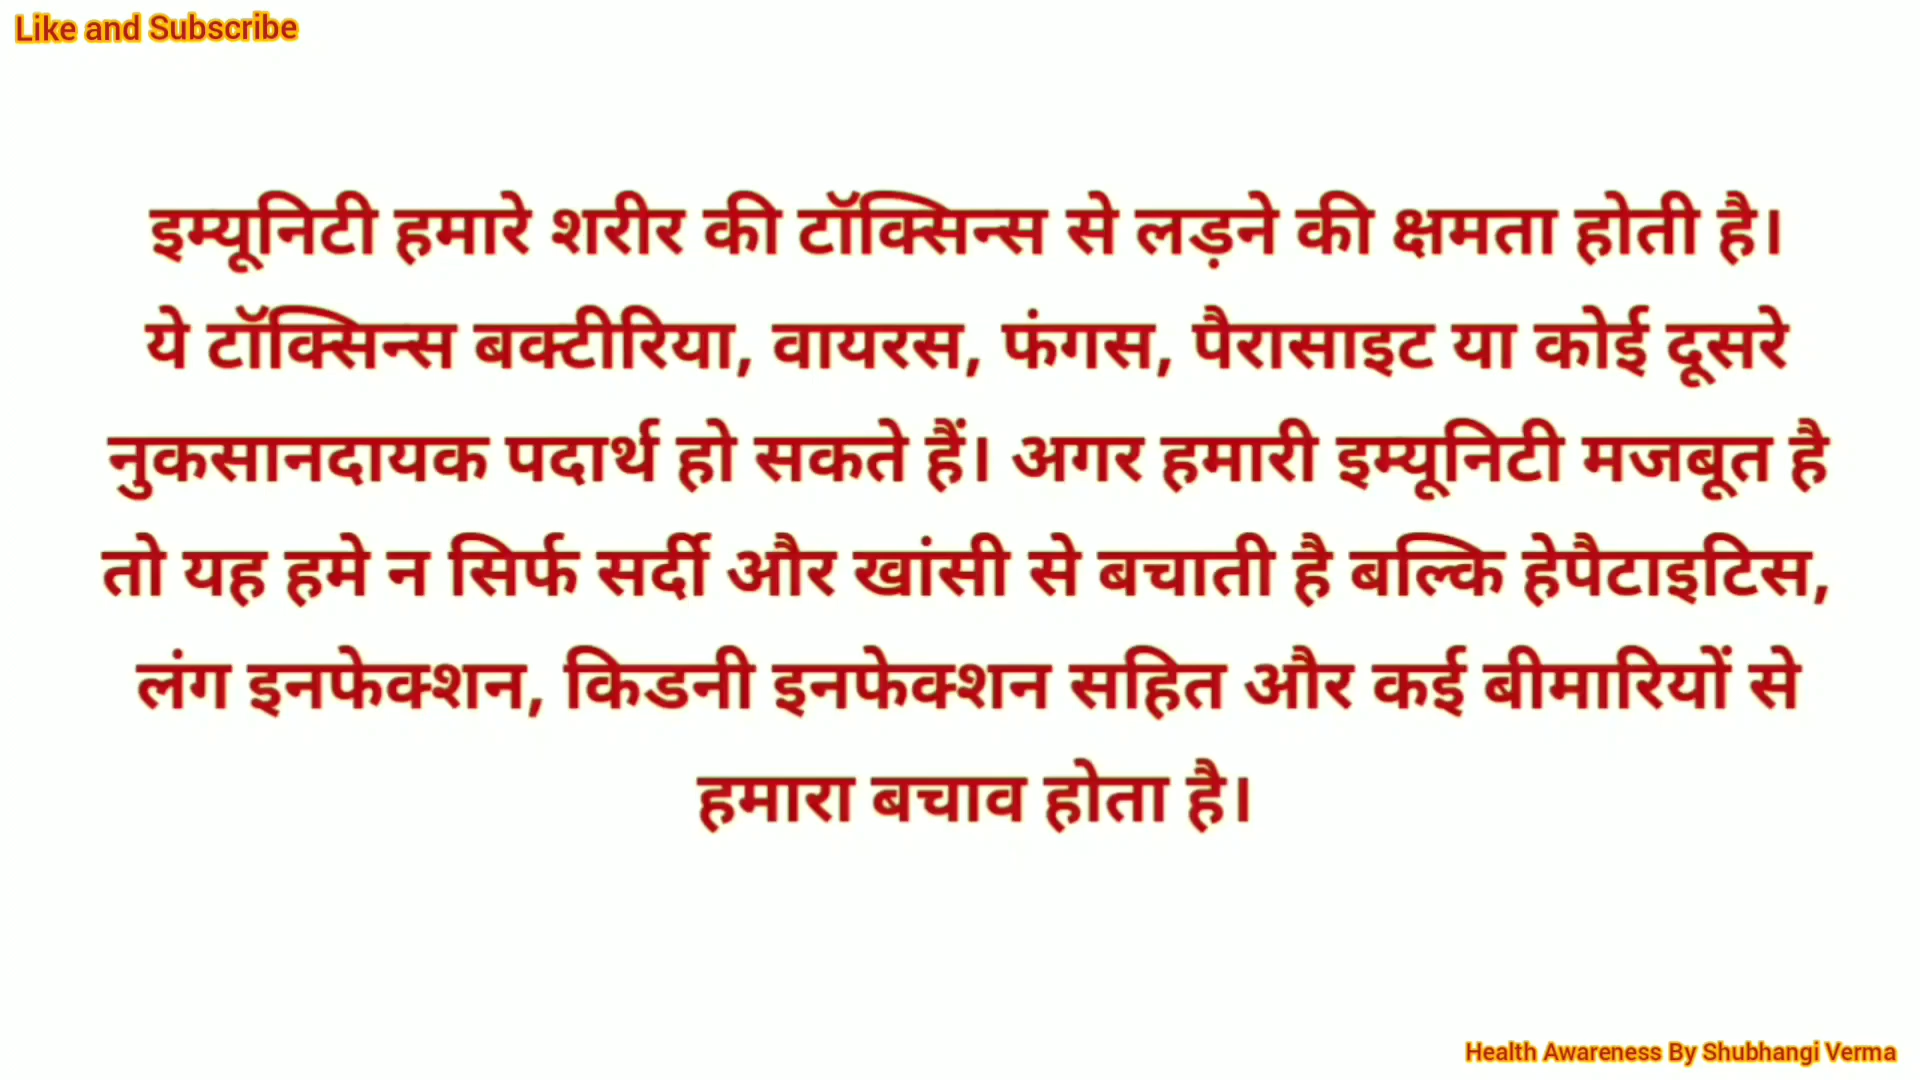 Like and Subscribe
इम्यूनिटी हमारे शरीर की टॉक्सिन्स से लड़ने की क्षमता होती है।
ये टॉक्सिन्स बक्टीरिया, वायरस, फंगस, पैरासाइट या कोई दूसरे
नुकसानदायक पदार्थ हो सकते हैं। अगर हमारी इम्यूनिटी मजबूत है
तो यह हमे न सिर्फ सर्दी और खांसी से बचाती है बल्कि हेपैटाइटिस,
लंग इनफेक्शन, किडनी इनफेक्शन सहित और कई बीमारियों से
हमारा बचाव होता है।
Health Awareness By Shubhangi Verma